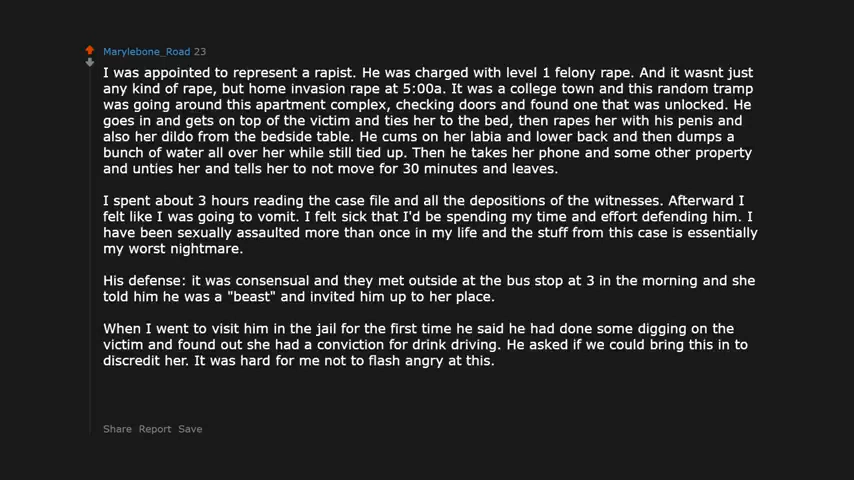 Marylebone_Road 23
I was appointed to represent a rapist. He was charged with level 1 felony rape. And it wasnt just
any kind of rape, but home invasion rape at 5:00a. It was a college town and this random tramp
was going around this apartment complex, checking doors and found one that was unlocked. He
goes in and gets on top of the victim and ties her to the bed, then rapes her with his penis and
also her dildo from the bedside table. He cums on her labia and lower back and then dumps a
bunch of water all over her while still tied up. Then he takes her phone and some other property
and unties her and tells her to not move for 30 minutes and leaves.
I spent about 3 hours reading the case file and all the depositions of the witnesses. Afterward I
felt like I was going to vomit. I felt sick that I'd be spending my time and effort defending him. I
have been sexually assaulted more than once in my life and the stuff from this case is essentially
my worst nightmare.
His defense: it was consensual and they met outside at the bus stop at 3 in the morning and she
told him he was a "beast" and invited him up to her place.
When I went to visit him in the jail for the first time he said he had done some digging on the
victim and found out she had a conviction for drink driving. He asked if we could bring this in to
discredit her. It was hard for me not to flash angry at this.
Share Report Save